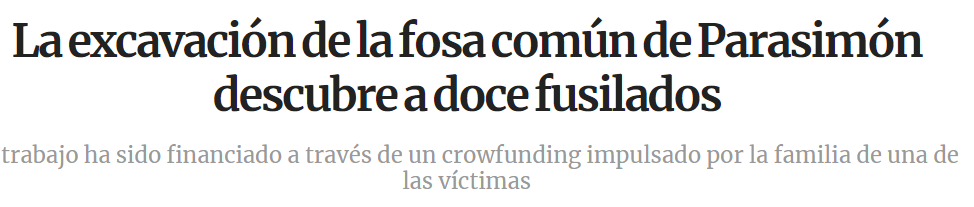 La excavación de la fosa común de Parasimón
descubre a doce fusilados
trabajo ha sido financiado a través de un crowfunding impulsado por la familia de una de
las víctimas